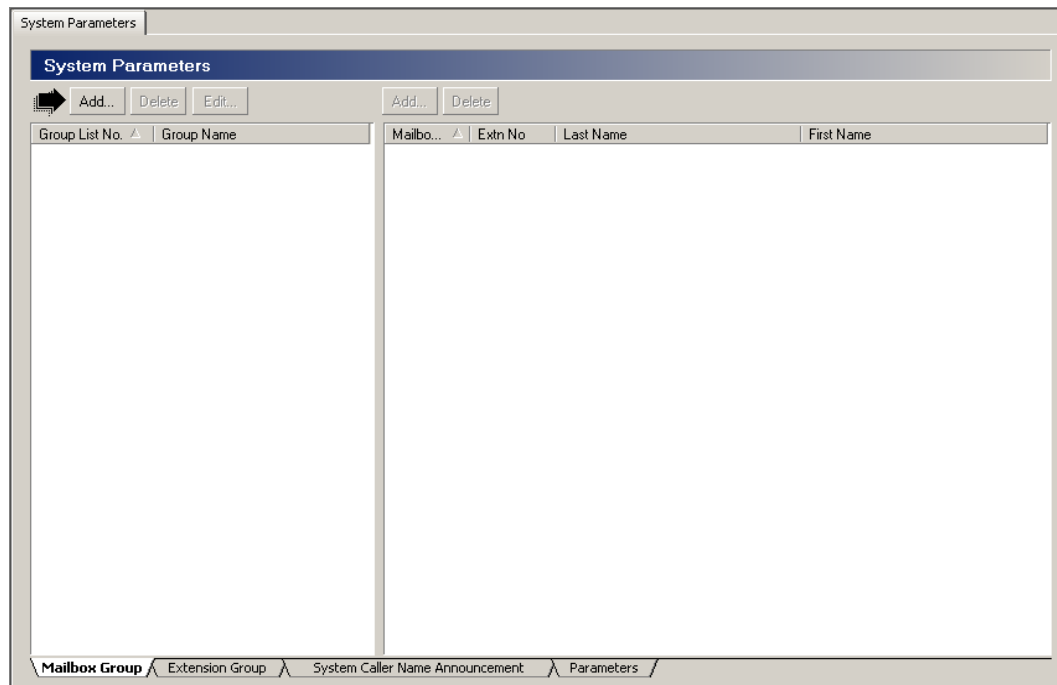 System Parameters
System Parameters
Add... Delete Edit... Add... Delete
Group List No. Group Name Mailbo... Extn No Last Name First Name
Mailbox Group Extension Group System Caller Name Announcement Parameters